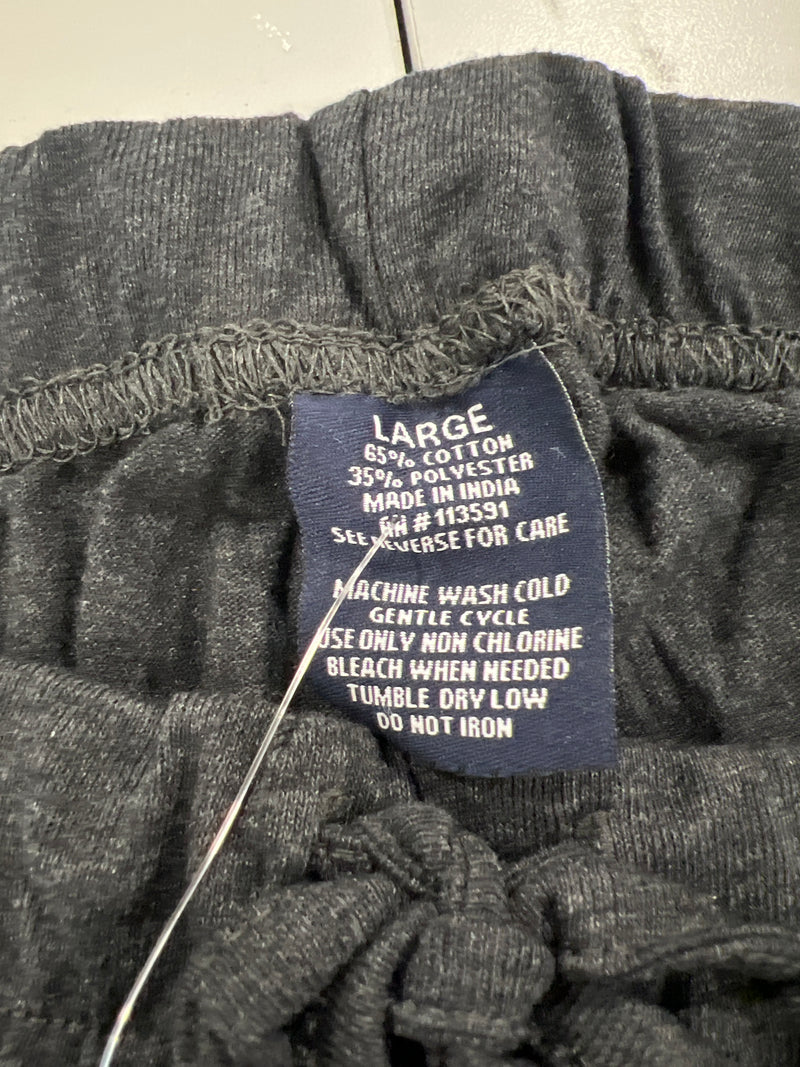 LARGE
65% COTTON
35% POLYESTER
MADE IN INDIA
RN #113591
SEE REVERSE FOR CARE
MACHINE WASH COLD
GENTLE CYCLE
USE ONLY NON CHLORINE
BLEACH WHEN NEEDED
TUMBLE DRY LOW
DO NOT IRON